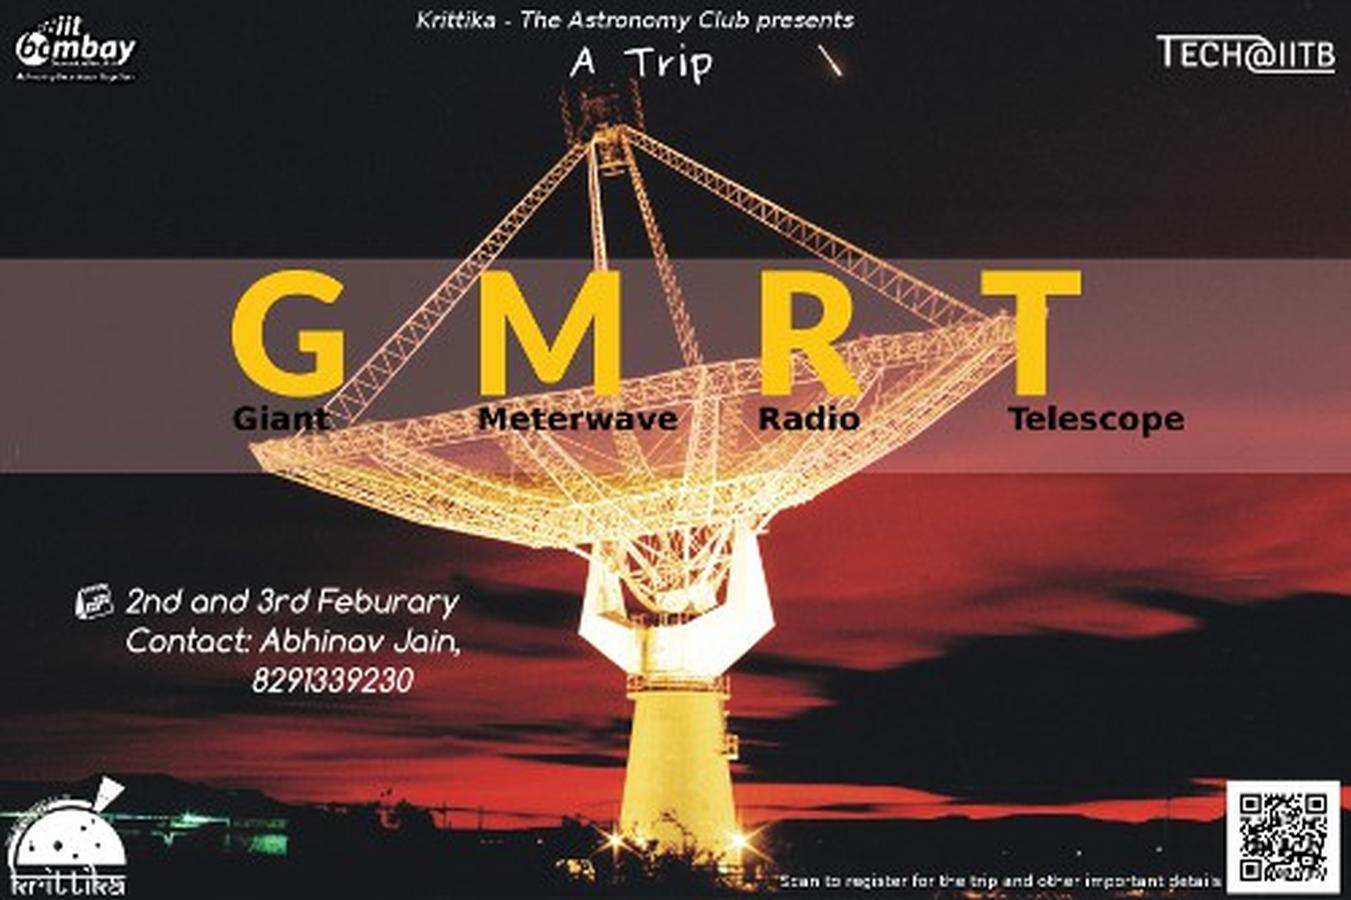 iit
bombay
Krittika - The Astronomy Club presents
A Trip
TECH@IITB
G M R T
Giant Meterwave Radio Telescope
2nd and 3rd Feburary
Contact: Abhinav Jain,
8291339230
krittika
Scan to register for the trip and other important details